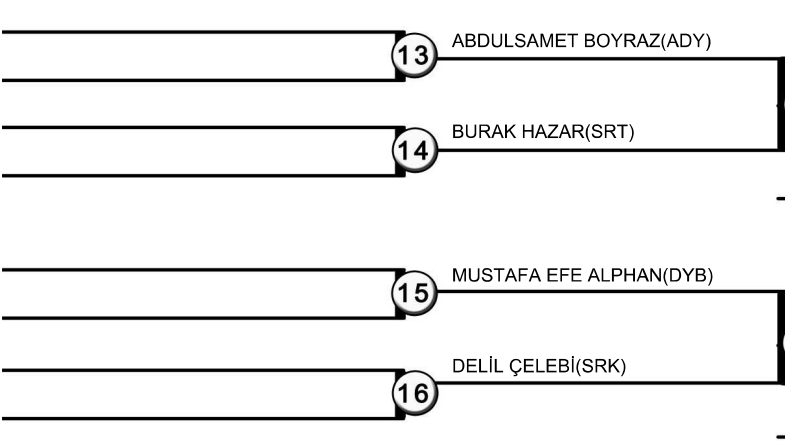 13 ABDULSAMET BOYRAZ(ADY)
14 BURAK HAZAR(SRT)
15 MUSTAFA EFE ALPHAN(DYB)
16 DELİL ÇELEBİ(SRK)